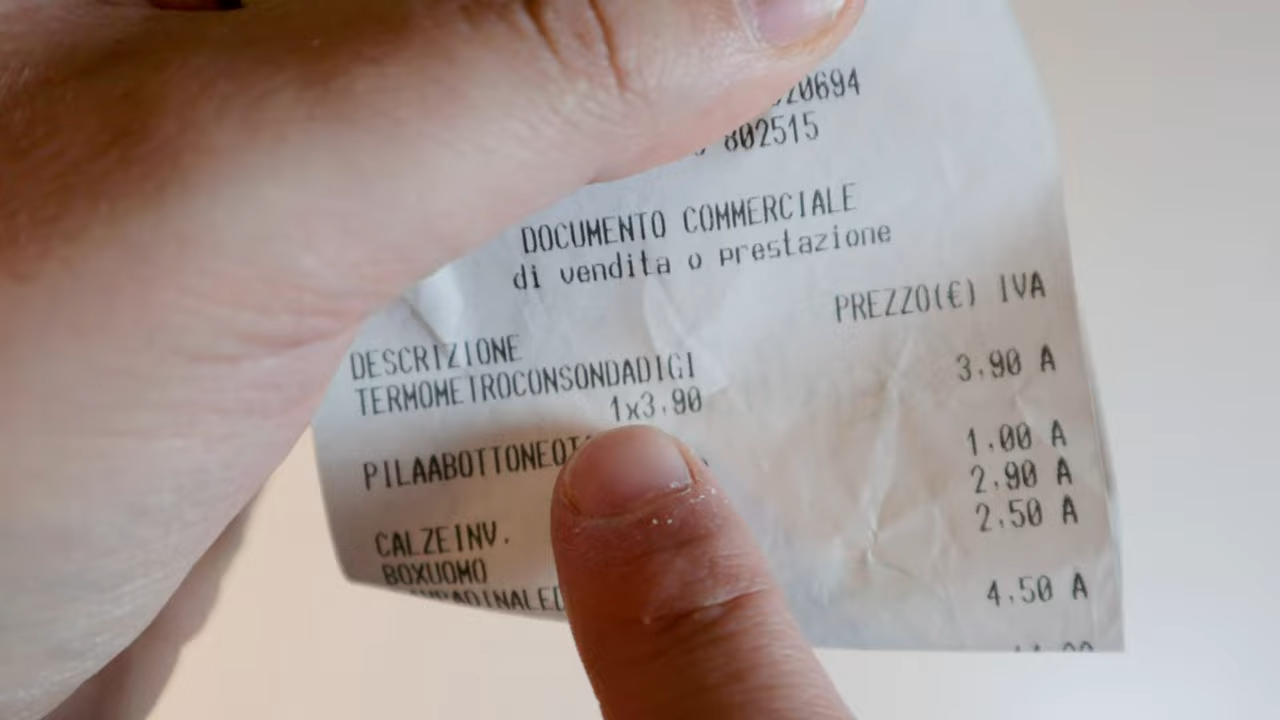 20694
802515
DOCUMENTO COMMERCIALE
di vendita o prestazione
PREZZO(€) IVA
DESCRIZIONE
TERMOMETROCONSONDADIGI 3.90 A
1x3.90
PILAABOTTONEQT 1.00 A
2.90 A
CALZEINV. 2.50 A
BOXUOMO
4.50 A